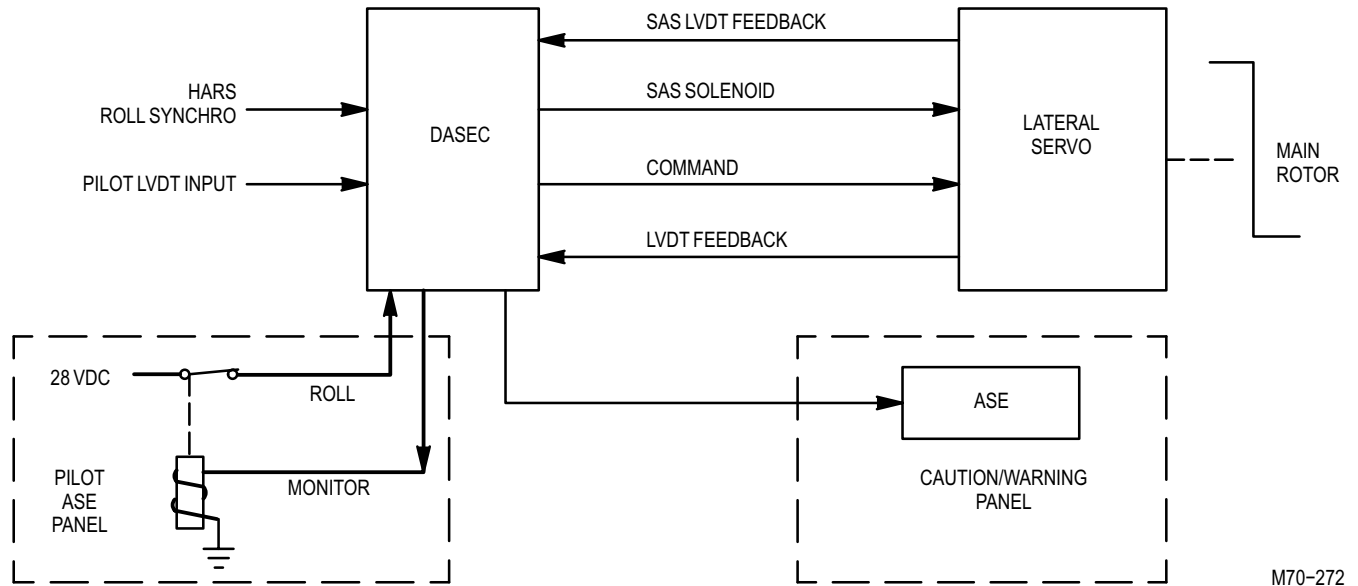 SAS LVDT FEEDBACK
HARS
ROLL SYNCHRO
SAS SOLENOID
DASEC
LATERAL
SERVO
MAIN
ROTOR
PILOT LVDT INPUT
COMMAND
LVDT FEEDBACK
28 VDC
ROLL
ASE
PILOT
ASE
PANEL
MONITOR
CAUTION/WARNING
PANEL
M70−272